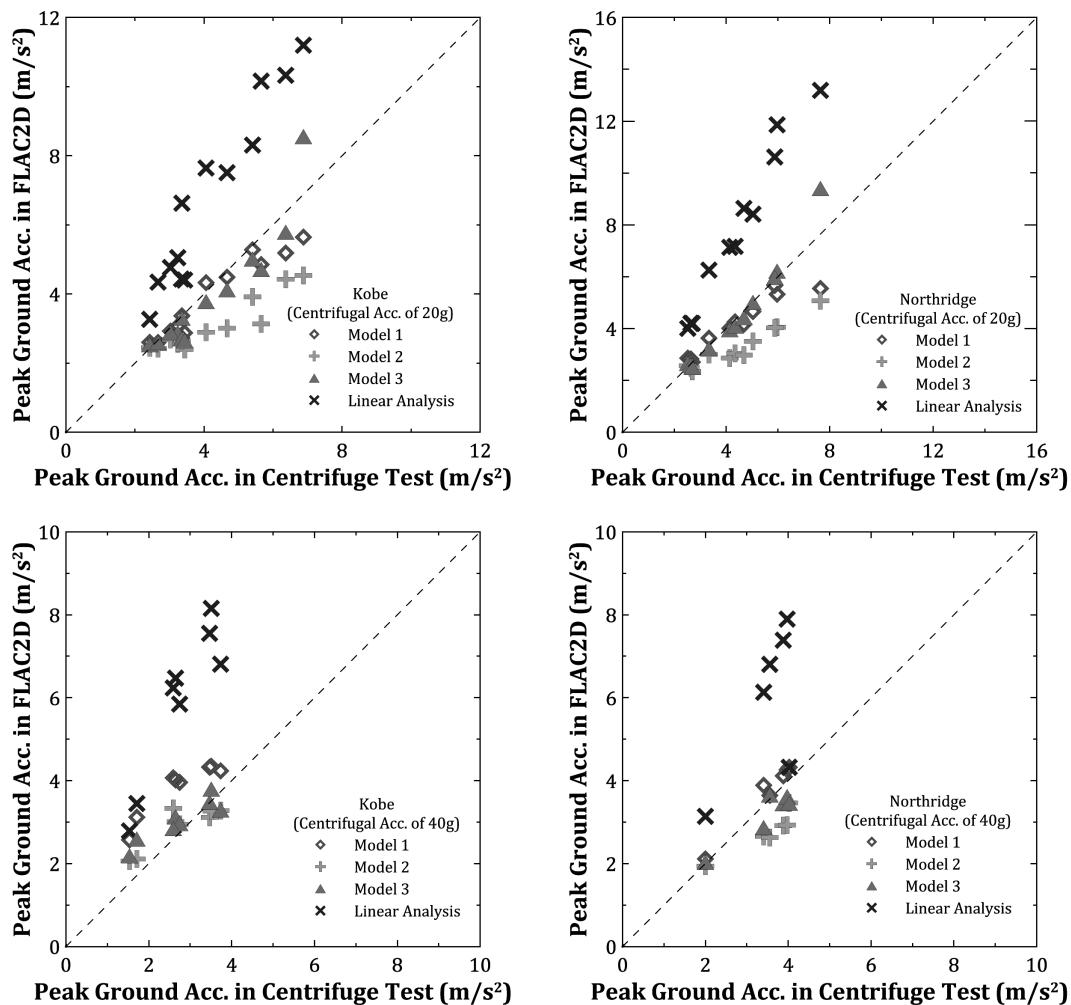 Peak Ground Acc. in FLAC2D (m/s²)
12
8
4
0
Kobe
(Centrifugal Acc. of 20g)
Model 1
Model 2
Model 3
Linear Analysis
0 4 8 12
Peak Ground Acc. in Centrifuge Test (m/s²)
Peak Ground Acc. in FLAC2D (m/s²)
16
12
8
4
0
Northridge
(Centrifugal Acc. of 20g)
Model 1
Model 2
Model 3
Linear Analysis
0 4 8 12 16
Peak Ground Acc. in Centrifuge Test (m/s²)
Peak Ground Acc. in FLAC2D (m/s²)
10
8
6
4
2
0
Kobe
(Centrifugal Acc. of 40g)
Model 1
Model 2
Model 3
Linear Analysis
0 2 4 6 8 10
Peak Ground Acc. in Centrifuge Test (m/s²)
Peak Ground Acc. in FLAC2D (m/s²)
10
8
6
4
2
0
Northridge
(Centrifugal Acc. of 40g)
Model 1
Model 2
Model 3
Linear Analysis
0 2 4 6 8 10
Peak Ground Acc. in Centrifuge Test (m/s²)